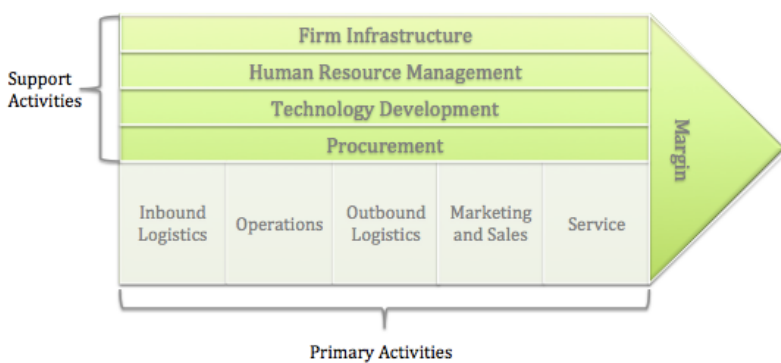 Firm Infrastructure
Human Resource Management
Support
Activities
Technology Development
Procurement
Margin
Inbound
Logistics
Operations
Outbound
Logistics
Marketing
and Sales
Service
Primary Activities